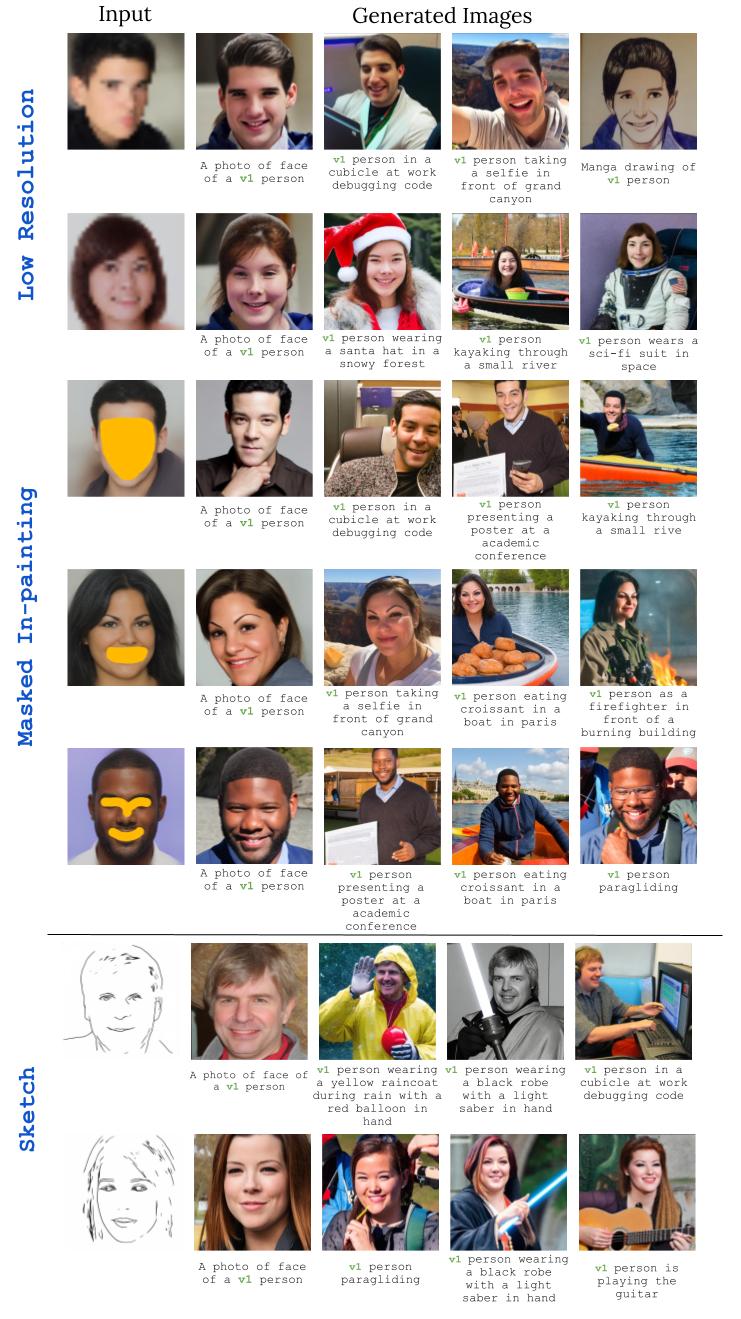 Input
Generated Images
Low Resolution
A photo of face
of a v1 person
v1 person in a
cubicle at work
debugging code
v1 person taking
a selfie in
front of grand
canyon
Manga drawing of
v1 person
A photo of face
of a v1 person
v1 person wearing
a santa hat in a
snowy forest
v1 person
kayaking through
a small river
v1 person wears a
sci-fi suit in
space
Masked In-painting
A photo of face
of a v1 person
v1 person in a
cubicle at work
debugging code
v1 person
presenting a
poster at a
academic
conference
v1 person
kayaking through
a small rive
A photo of face
of a v1 person
v1 person taking
a selfie in
front of grand
canyon
v1 person eating
croissant in a
boat in paris
v1 person as a
firefighter in
front of a
burning building
A photo of face
of a v1 person
v1 person
presenting a
poster at a
academic
conference
v1 person eating
croissant in a
boat in paris
v1 person
paragliding
Sketch
A photo of face of
a v1 person
v1 person wearing
a yellow raincoat
during rain with a
red balloon in
hand
v1 person wearing
a black robe
with a light
saber in hand
v1 person in a
cubicle at work
debugging code
A photo of face
of a v1 person
v1 person
paragliding
v1 person wearing
a black robe
with a light
saber in hand
v1 person is
playing the
guitar